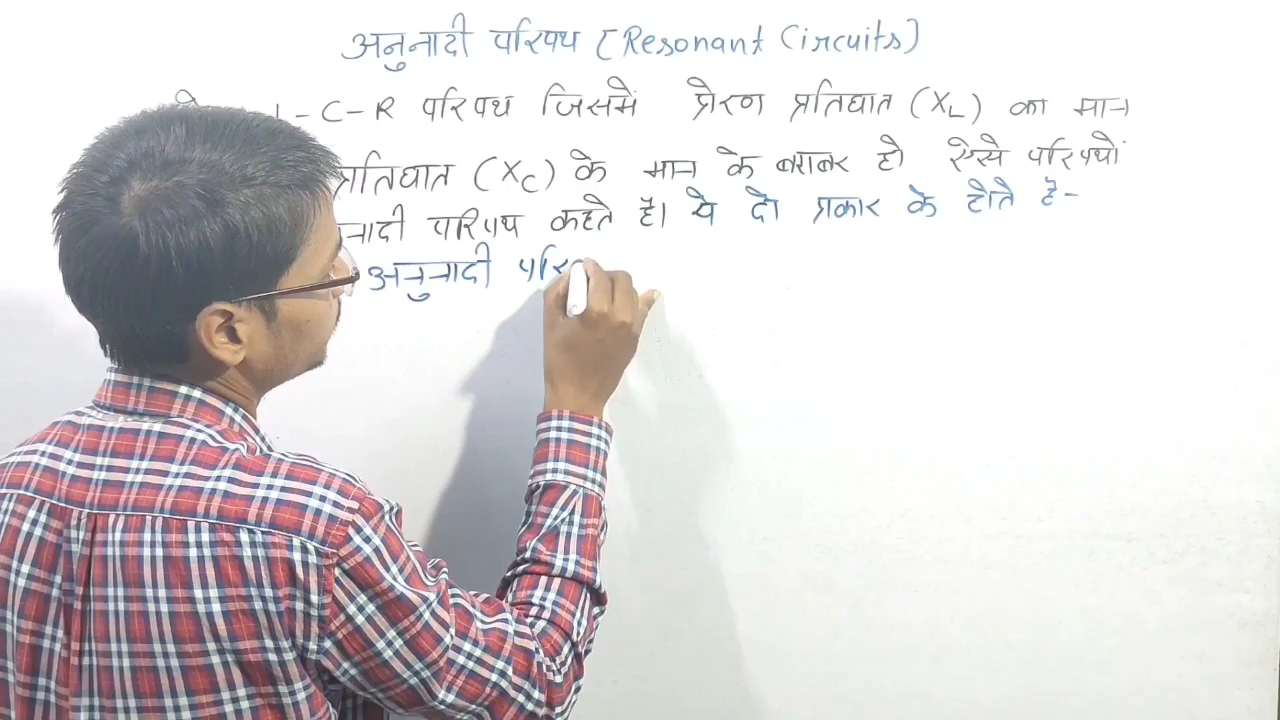 अनुनादी परिपथ [Resonant Circuits]
L-C-R परिपथ जिसमें प्रेरण प्रतिघात (XL) का मान
प्रतिघात (XC) के मान के बराबर हो ऐसे परिपथों
परिपथ कहते है। ये दो प्रकार के होते है-
अनुनादी